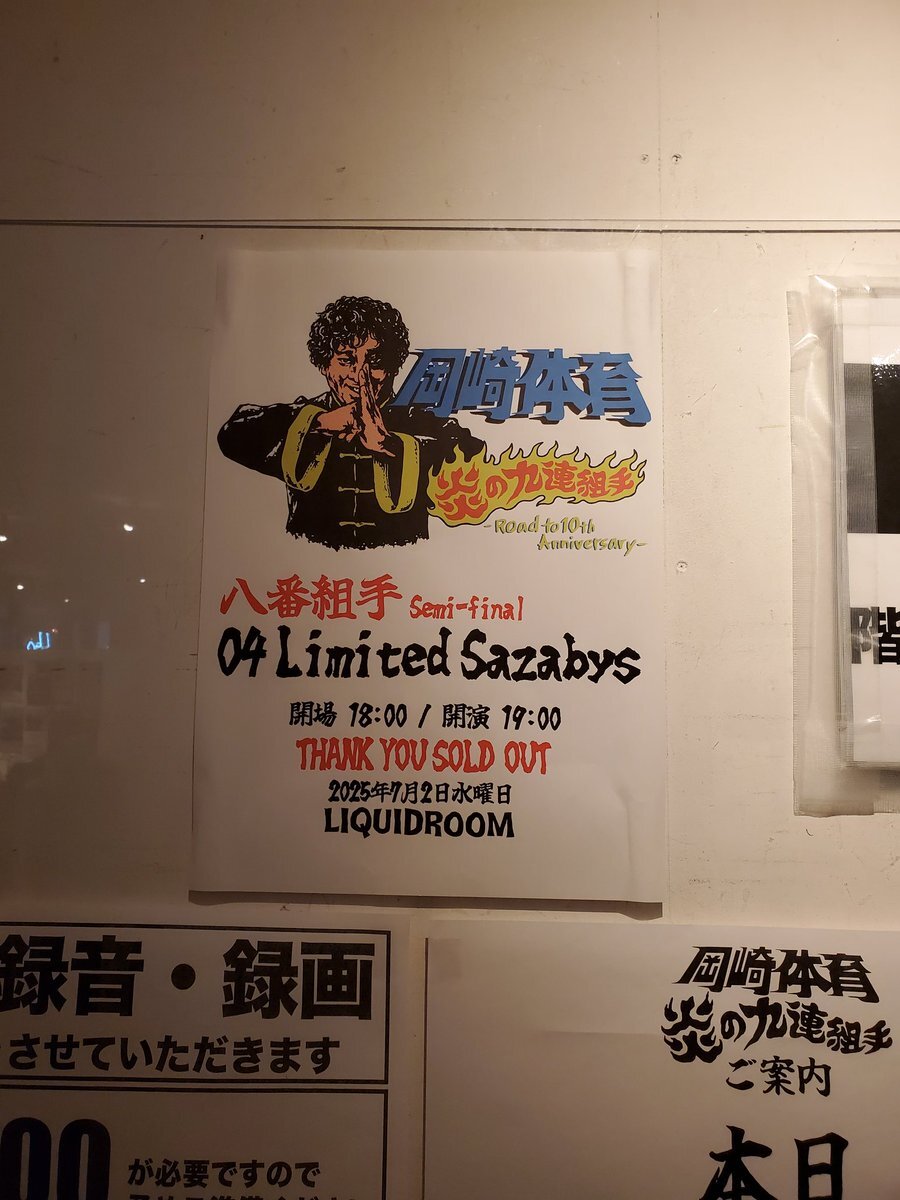 岡崎体育
炎の九連組手
-Road to 10th
Anniversary-
八番組手 Semi-final
04 Limited Sazabys
開場 18:00 / 開演 19:00
THANK YOU SOLD OUT
2025年7月2日水曜日
LIQUIDROOM
階
録音・録画
させていただきます
00
が必要ですので
岡崎体育
炎の九連組手
ご案内
本日